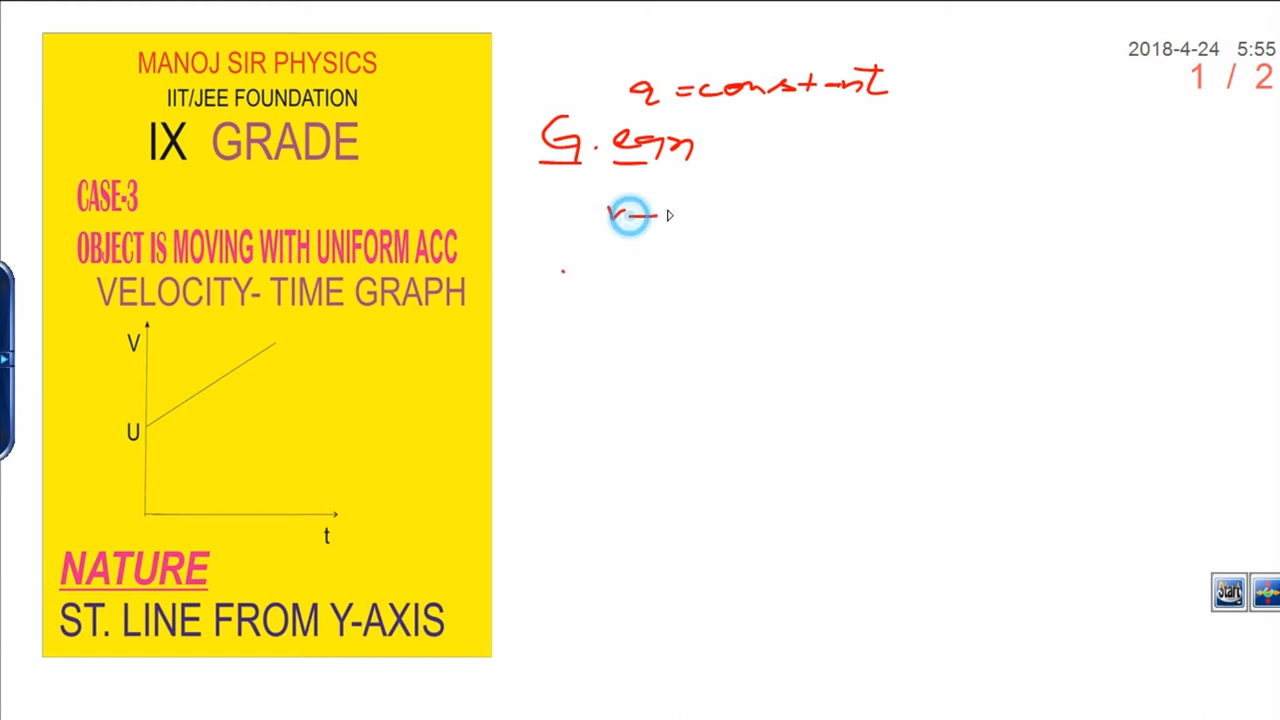 MANOJ SIR PHYSICS
IIT/JEE FOUNDATION
IX GRADE
CASE-3
OBJECT IS MOVING WITH UNIFORM ACC
VELOCITY- TIME GRAPH
V
U
t
NATURE
ST. LINE FROM Y-AXIS
a = constant
G. eqn
v
2018-4-24 5:55
1 / 2
Start